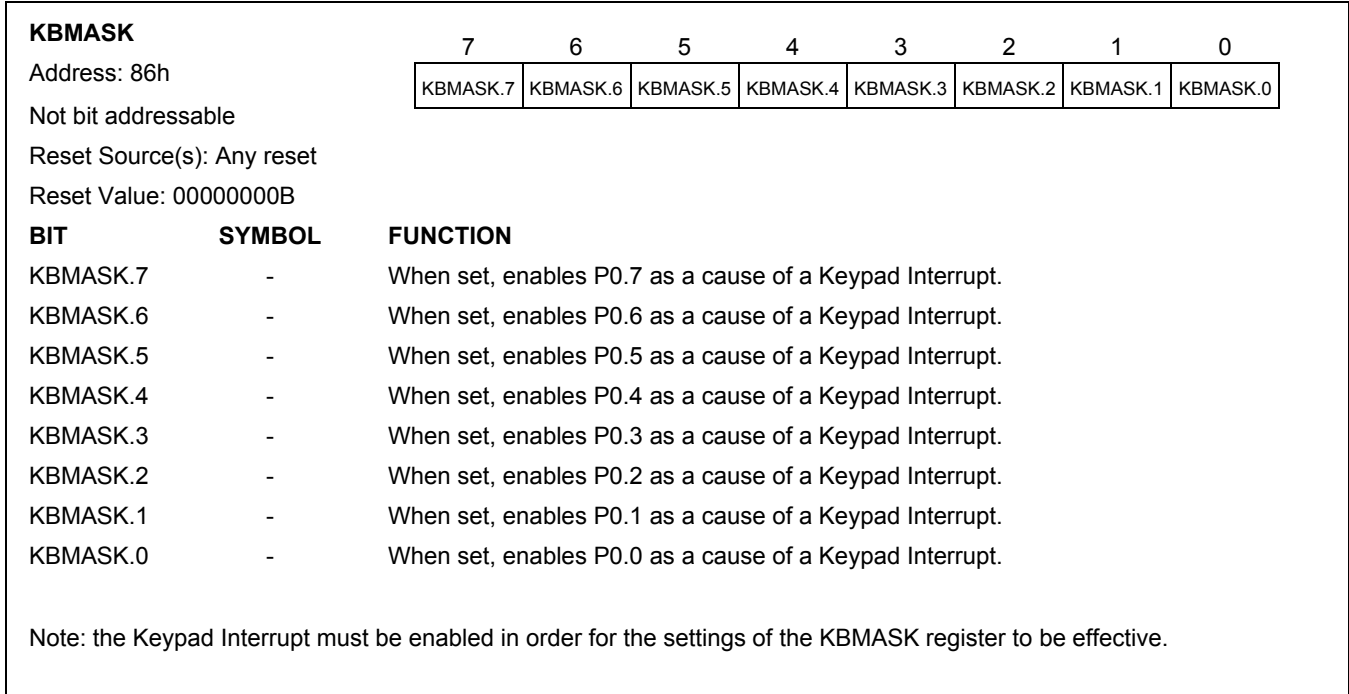 KBMASK
7 6 5 4 3 2 1 0
Address: 86h
KBMASK.7 KBMASK.6 KBMASK.5 KBMASK.4 KBMASK.3 KBMASK.2 KBMASK.1 KBMASK.0
Not bit addressable
Reset Source(s): Any reset
Reset Value: 00000000B
BIT SYMBOL FUNCTION
KBMASK.7 - When set, enables P0.7 as a cause of a Keypad Interrupt.
KBMASK.6 - When set, enables P0.6 as a cause of a Keypad Interrupt.
KBMASK.5 - When set, enables P0.5 as a cause of a Keypad Interrupt.
KBMASK.4 - When set, enables P0.4 as a cause of a Keypad Interrupt.
KBMASK.3 - When set, enables P0.3 as a cause of a Keypad Interrupt.
KBMASK.2 - When set, enables P0.2 as a cause of a Keypad Interrupt.
KBMASK.1 - When set, enables P0.1 as a cause of a Keypad Interrupt.
KBMASK.0 - When set, enables P0.0 as a cause of a Keypad Interrupt.
Note: the Keypad Interrupt must be enabled in order for the settings of the KBMASK register to be effective.